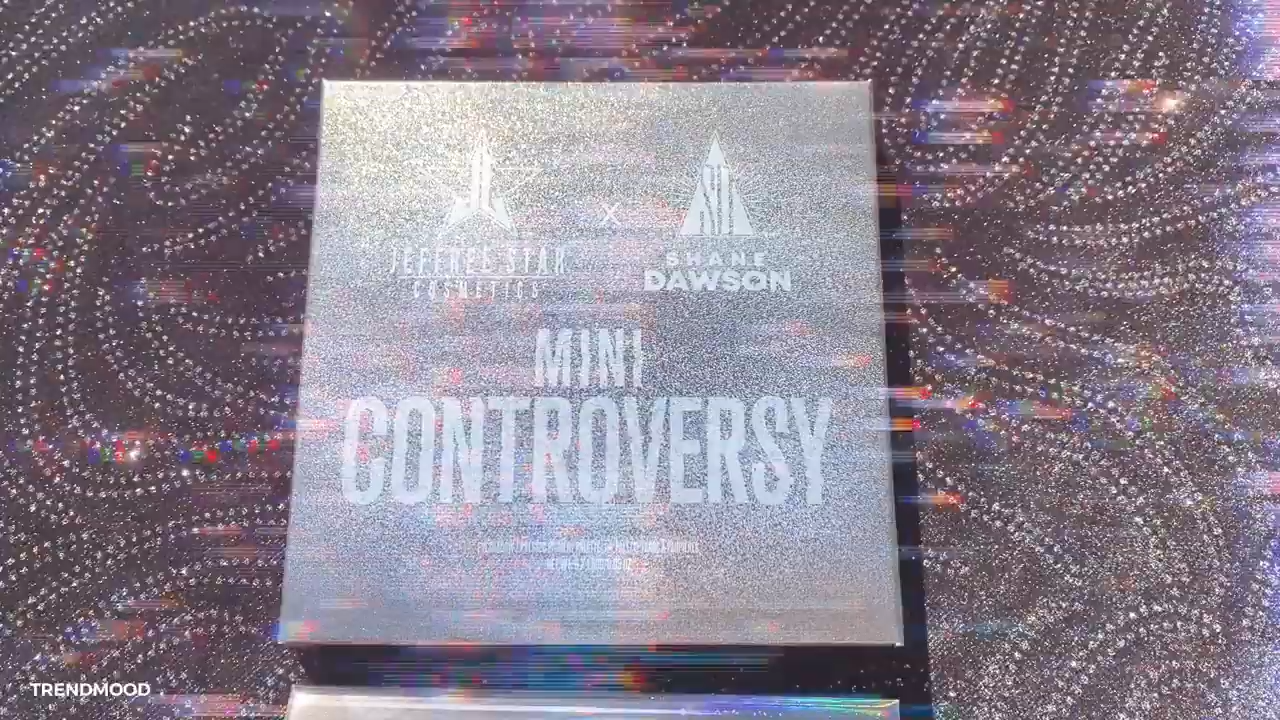 JEFFREE STAR
COSMETICS
X
SHANE
DAWSON
MINI
CONTROVERSY
TRENDMOOD